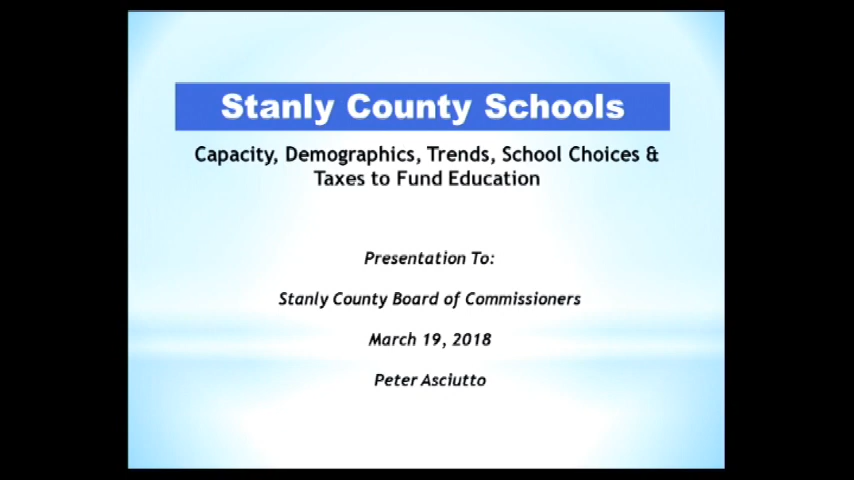 Stanly County Schools
Capacity, Demographics, Trends, School Choices &
Taxes to Fund Education
Presentation To:
Stanly County Board of Commissioners
March 19, 2018
Peter Asciutto